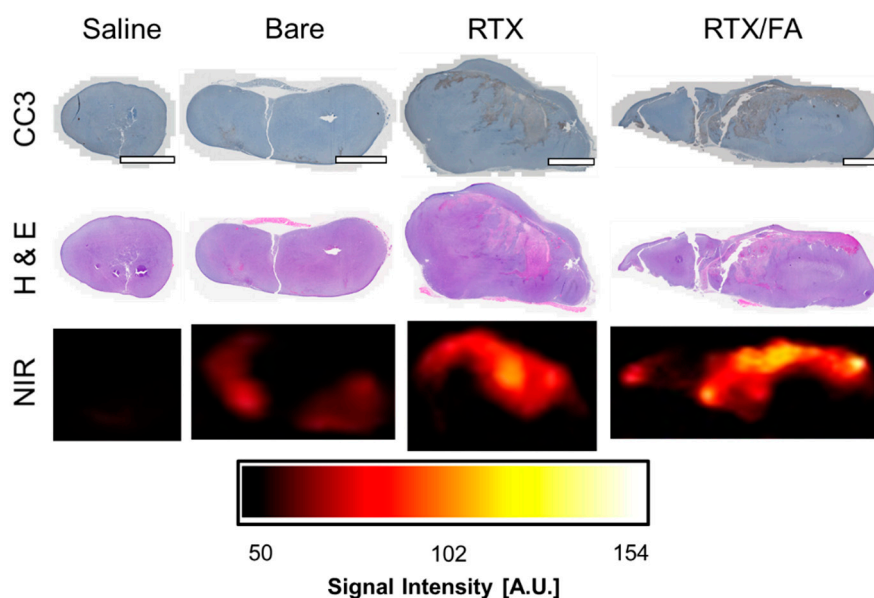 Saline Bare RTX RTX/FA
CC3
H & E
NIR
50 102 154
Signal Intensity [A.U.]